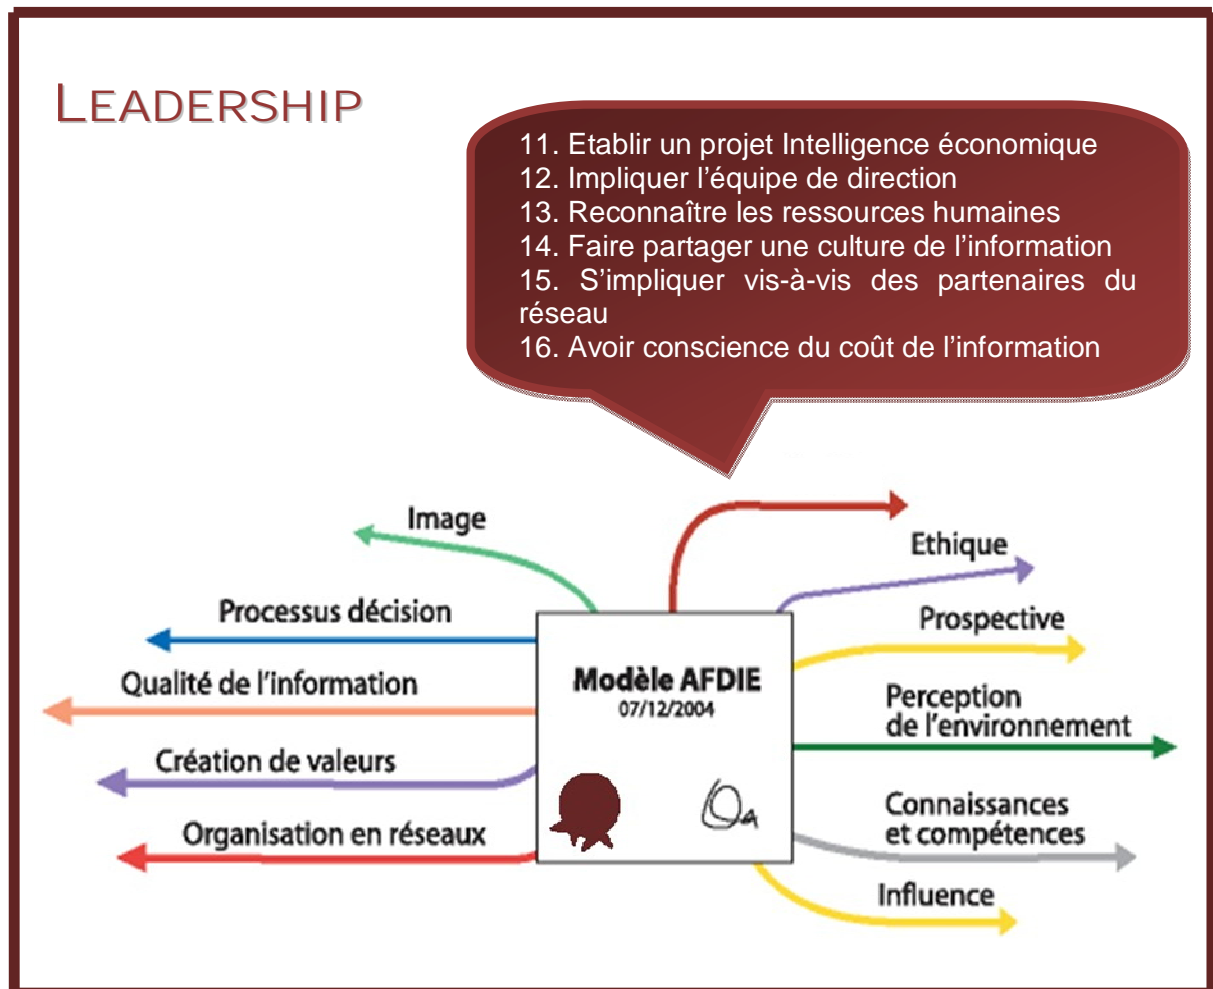 LEADERSHIP
11. Etablir un projet Intelligence économique
12. Impliquer l’équipe de direction
13. Reconnaître les ressources humaines
14. Faire partager une culture de l’information
15. S’impliquer vis-à-vis des partenaires du
réseau
16. Avoir conscience du coût de l’information
Image
Ethique
Processus décision
Prospective
Qualité de l’information
Modèle AFDIE
07/12/2004
Perception
de l’environnement
Création de valeurs
Connaissances
et compétences
Organisation en réseaux
Influence